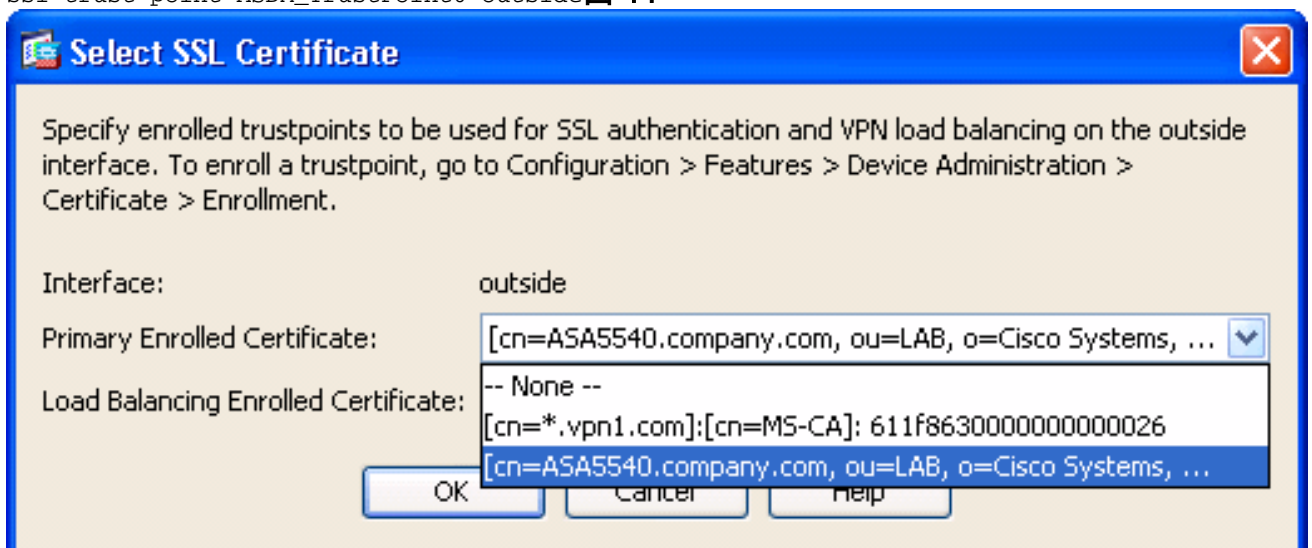 Select SSL Certificate
Specify enrolled trustpoints to be used for SSL authentication and VPN load balancing on the outside
interface. To enroll a trustpoint, go to Configuration > Features > Device Administration >
Certificate > Enrollment.
Interface: outside
Primary Enrolled Certificate: [cn=ASA5540.company.com, ou=LAB, o=Cisco Systems, ...
Load Balancing Enrolled Certificate:
-- None --
[cn=*.vpn1.com]:[cn=MS-CA]: 611f8630000000000026
[cn=ASA5540.company.com, ou=LAB, o=Cisco Systems, ...
OK Cancel Help